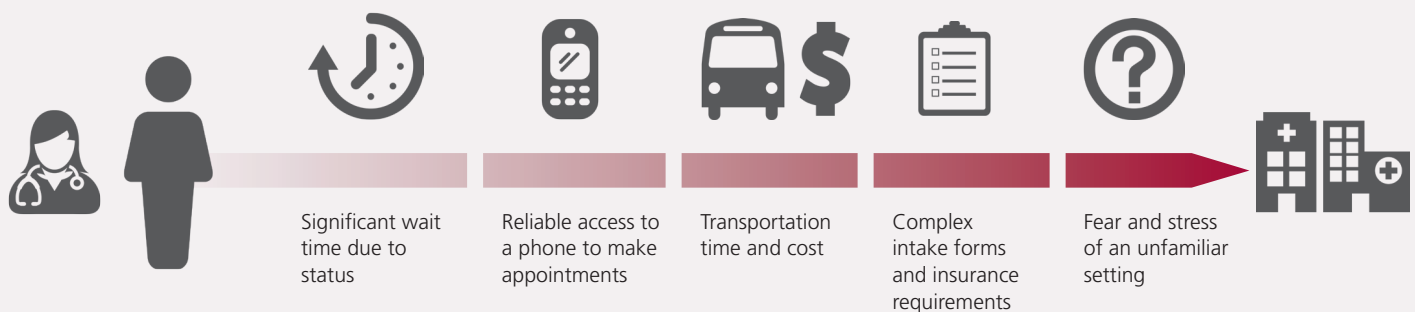 Significant wait
time due to
status
Reliable access to
a phone to make
appointments
Transportation
time and cost
Complex
intake forms
and insurance
requirements
Fear and stress
of an unfamiliar
setting